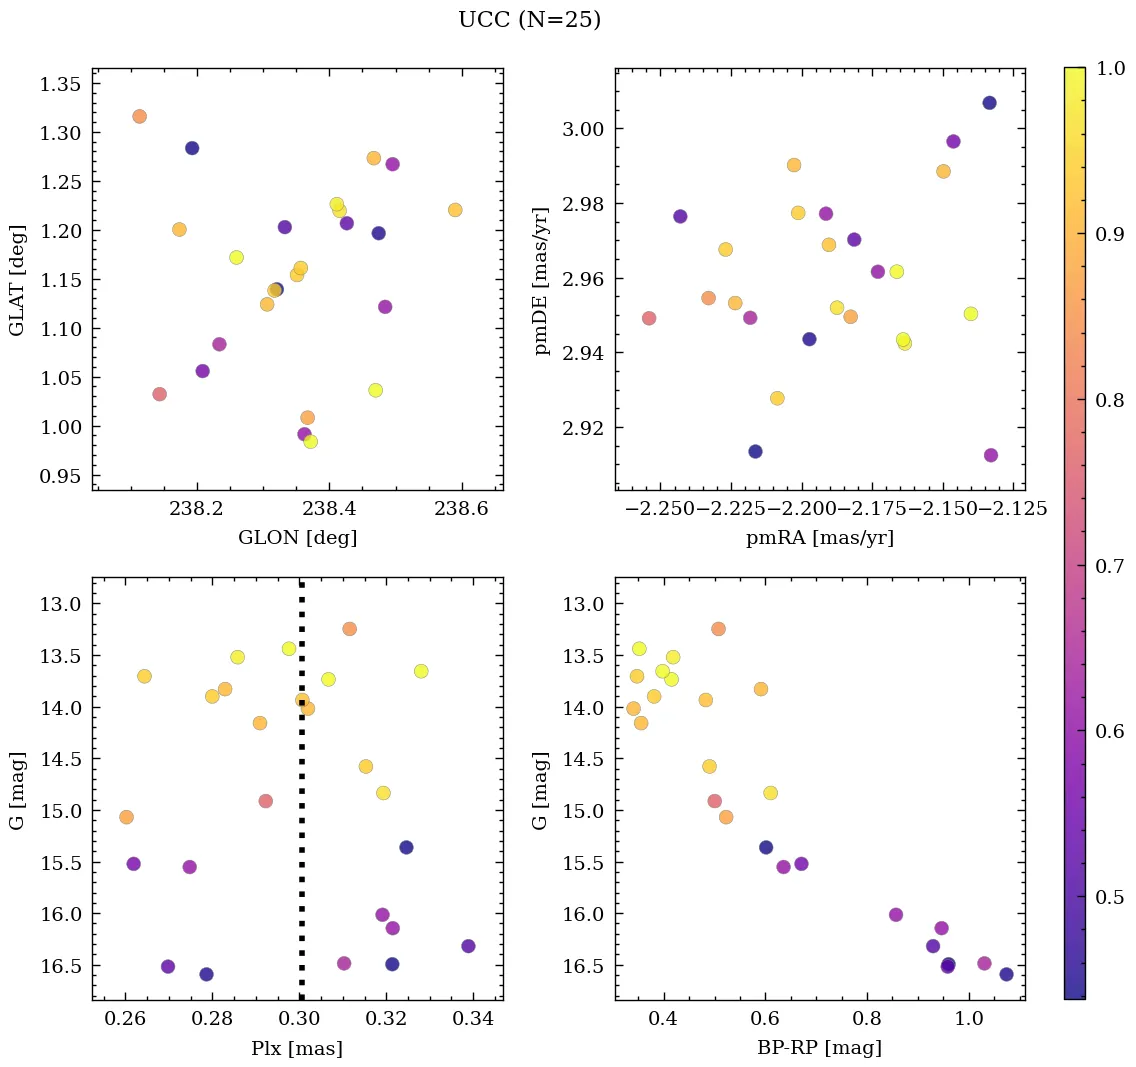 UCC (N=25)
1.35
1.30
1.25
1.20
1.15
1.10
1.05
1.00
0.95
GLAT [deg]
238.2 238.4 238.6
GLON [deg]
3.00
2.98
2.96
2.94
2.92
pmDE [mas/yr]
−2.250 −2.225 −2.200 −2.175 −2.150 −2.125
pmRA [mas/yr]
1.0
0.9
0.8
0.7
0.6
0.5
13.0
13.5
14.0
14.5
15.0
15.5
16.0
16.5
G [mag]
0.26 0.28 0.30 0.32 0.34
Plx [mas]
13.0
13.5
14.0
14.5
15.0
15.5
16.0
16.5
G [mag]
0.4 0.6 0.8 1.0
BP-RP [mag]